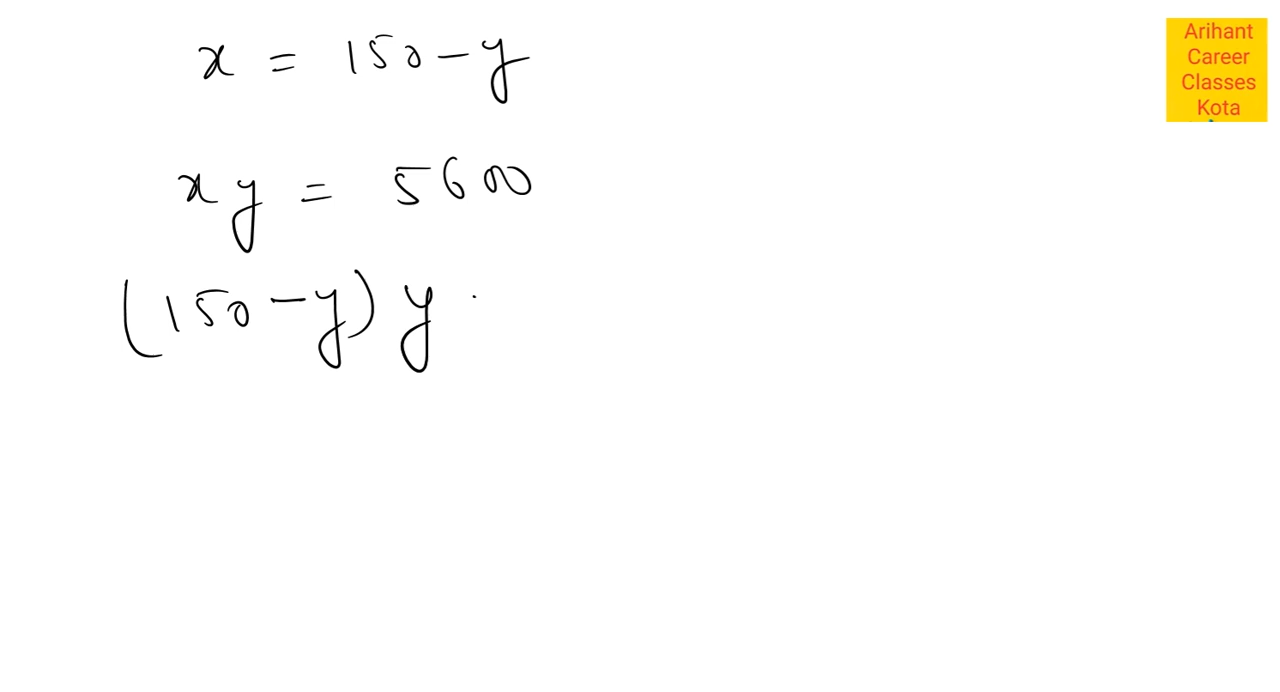 x = 150 - y
xy = 5600
(150 - y) y
Arihant
Career
Classes
Kota